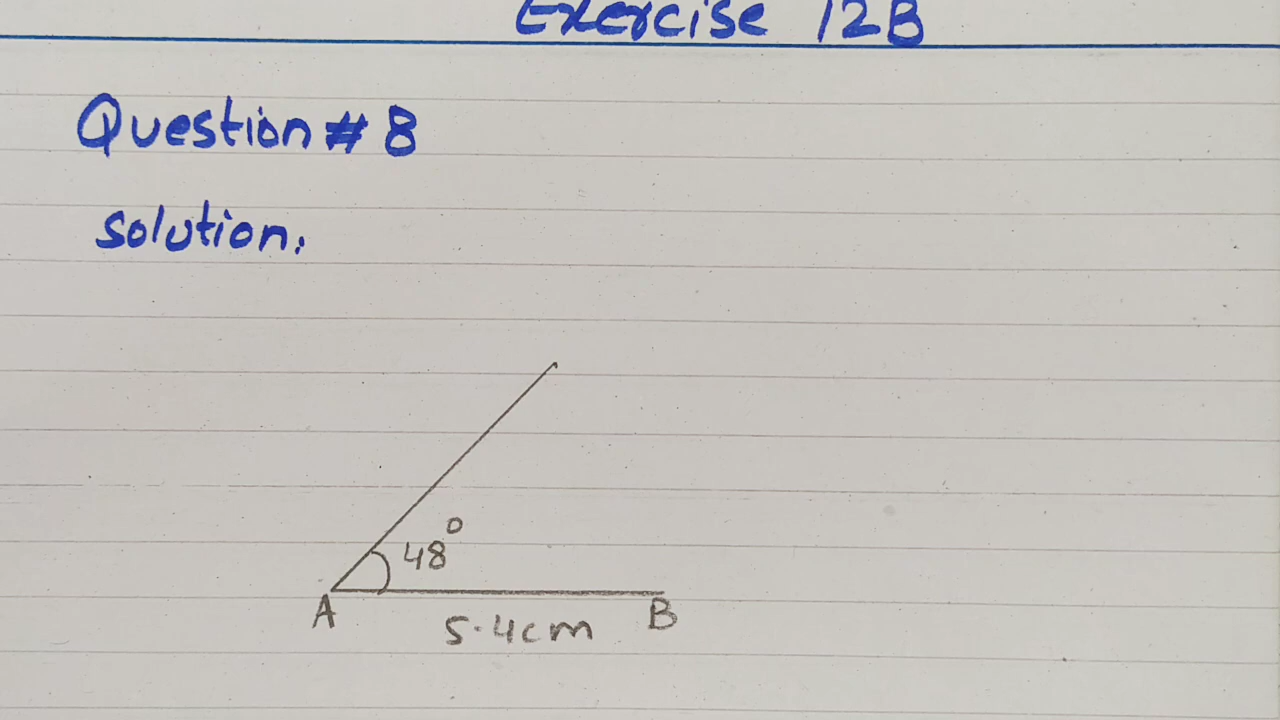 Exercise 12B
Question # 8
solution.
48°
A
B
5.4cm